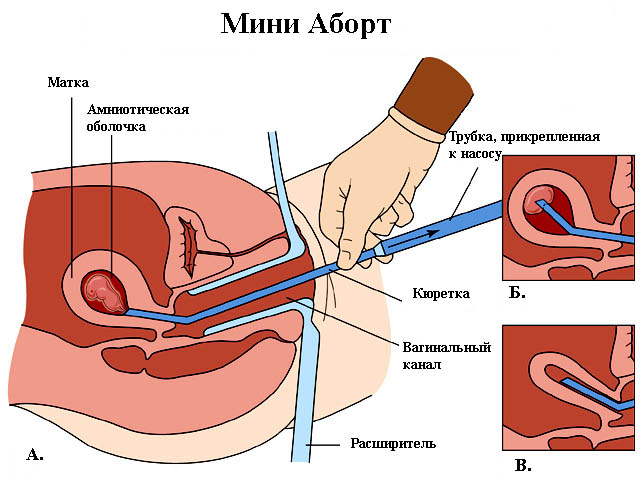 Мини Аборт
Матка
Амниотическая
оболочка
Трубка, прикрепленная
к насосу
Кюретка
Б.
Вагинальный
канал
Расширитель
А.
В.